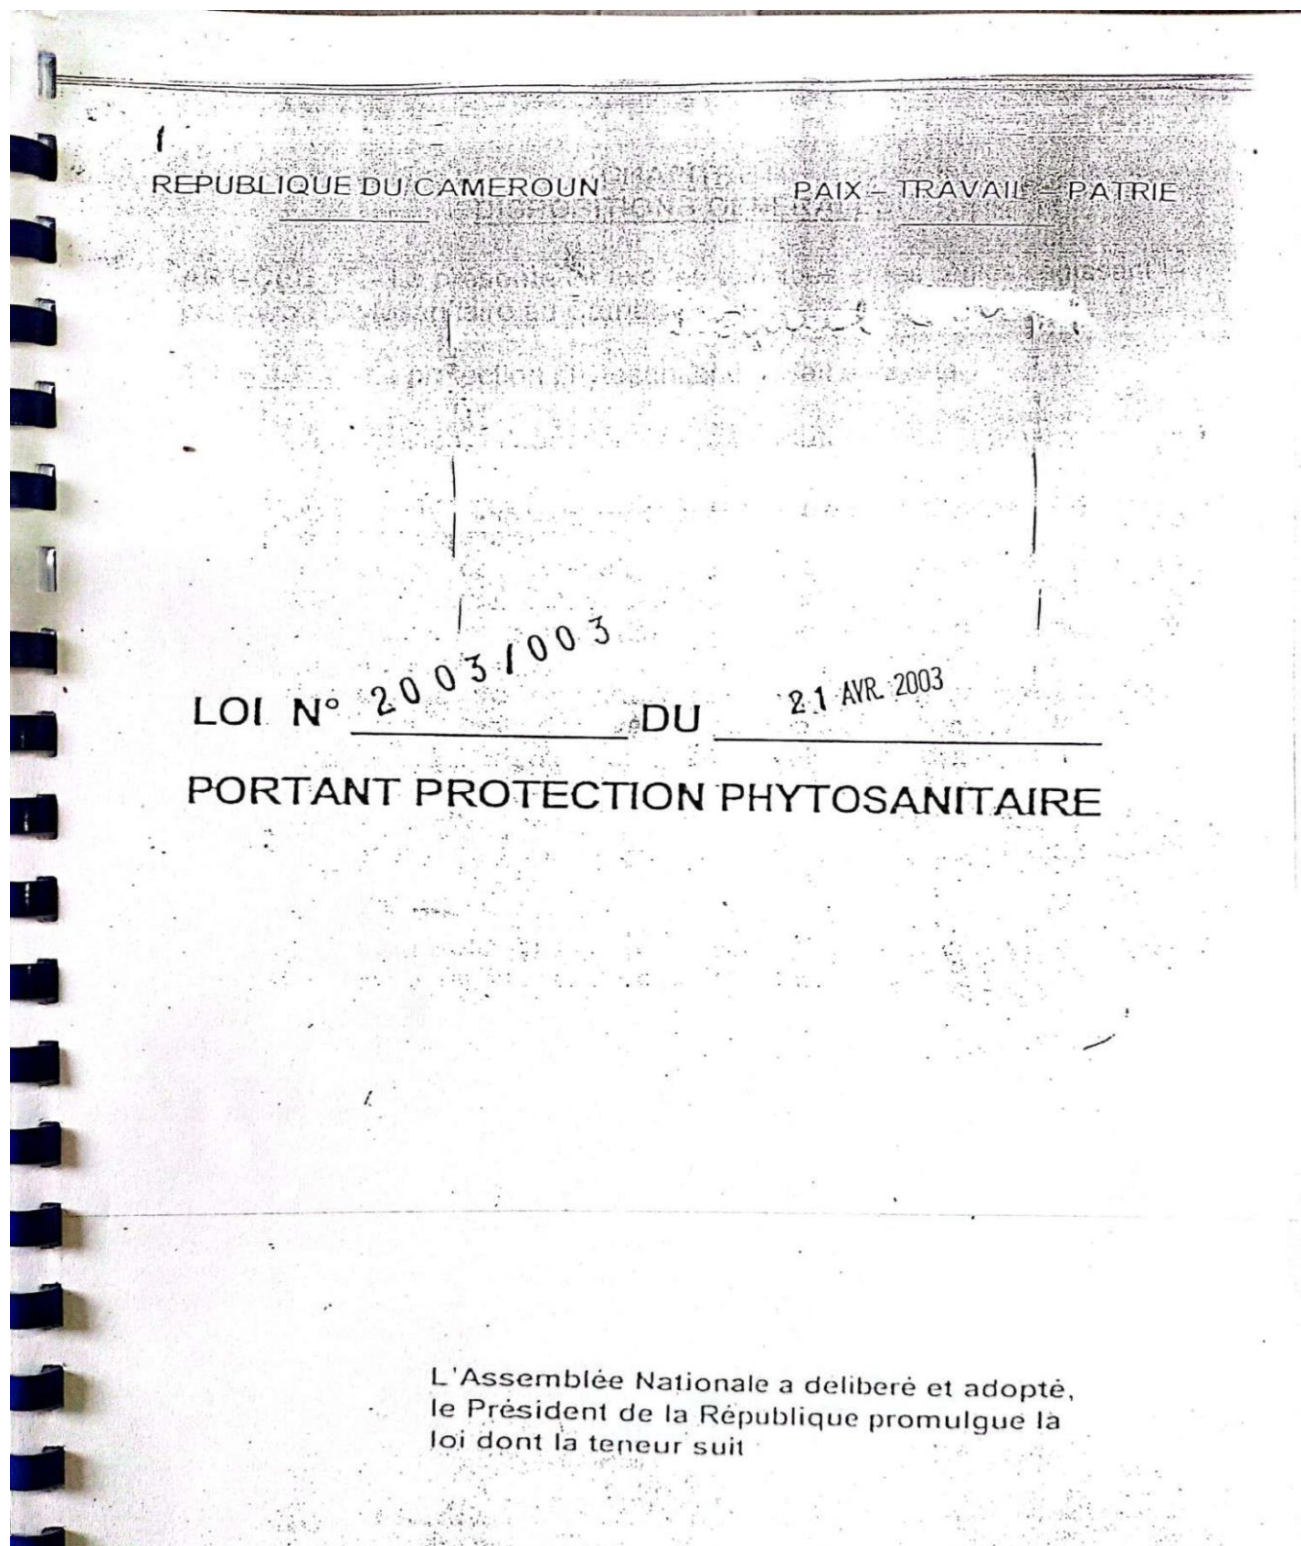 REPUBLIQUE DU CAMEROUN PAIX – TRAVAIL – PATRIE
LOI N° 2003/003 DU 21 AVR. 2003
PORTANT PROTECTION PHYTOSANITAIRE
L'Assemblée Nationale a deliberé et adopté,
le Président de la République promulgue la
loi dont la teneur suit